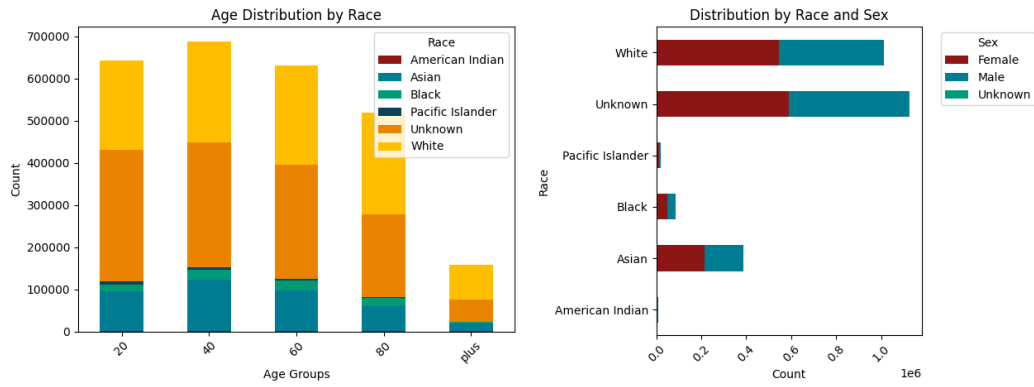 Age Distribution by Race
700000
600000
500000
400000
300000
200000
100000
0
Count
20
40
60
80
plus
Age Groups
Race
American Indian
Asian
Black
Pacific Islander
Unknown
White
Distribution by Race and Sex
White
Unknown
Pacific Islander
Black
Asian
American Indian
Race
0.0
0.2
0.4
0.6
0.8
1.0
1e6
Count
Sex
Female
Male
Unknown